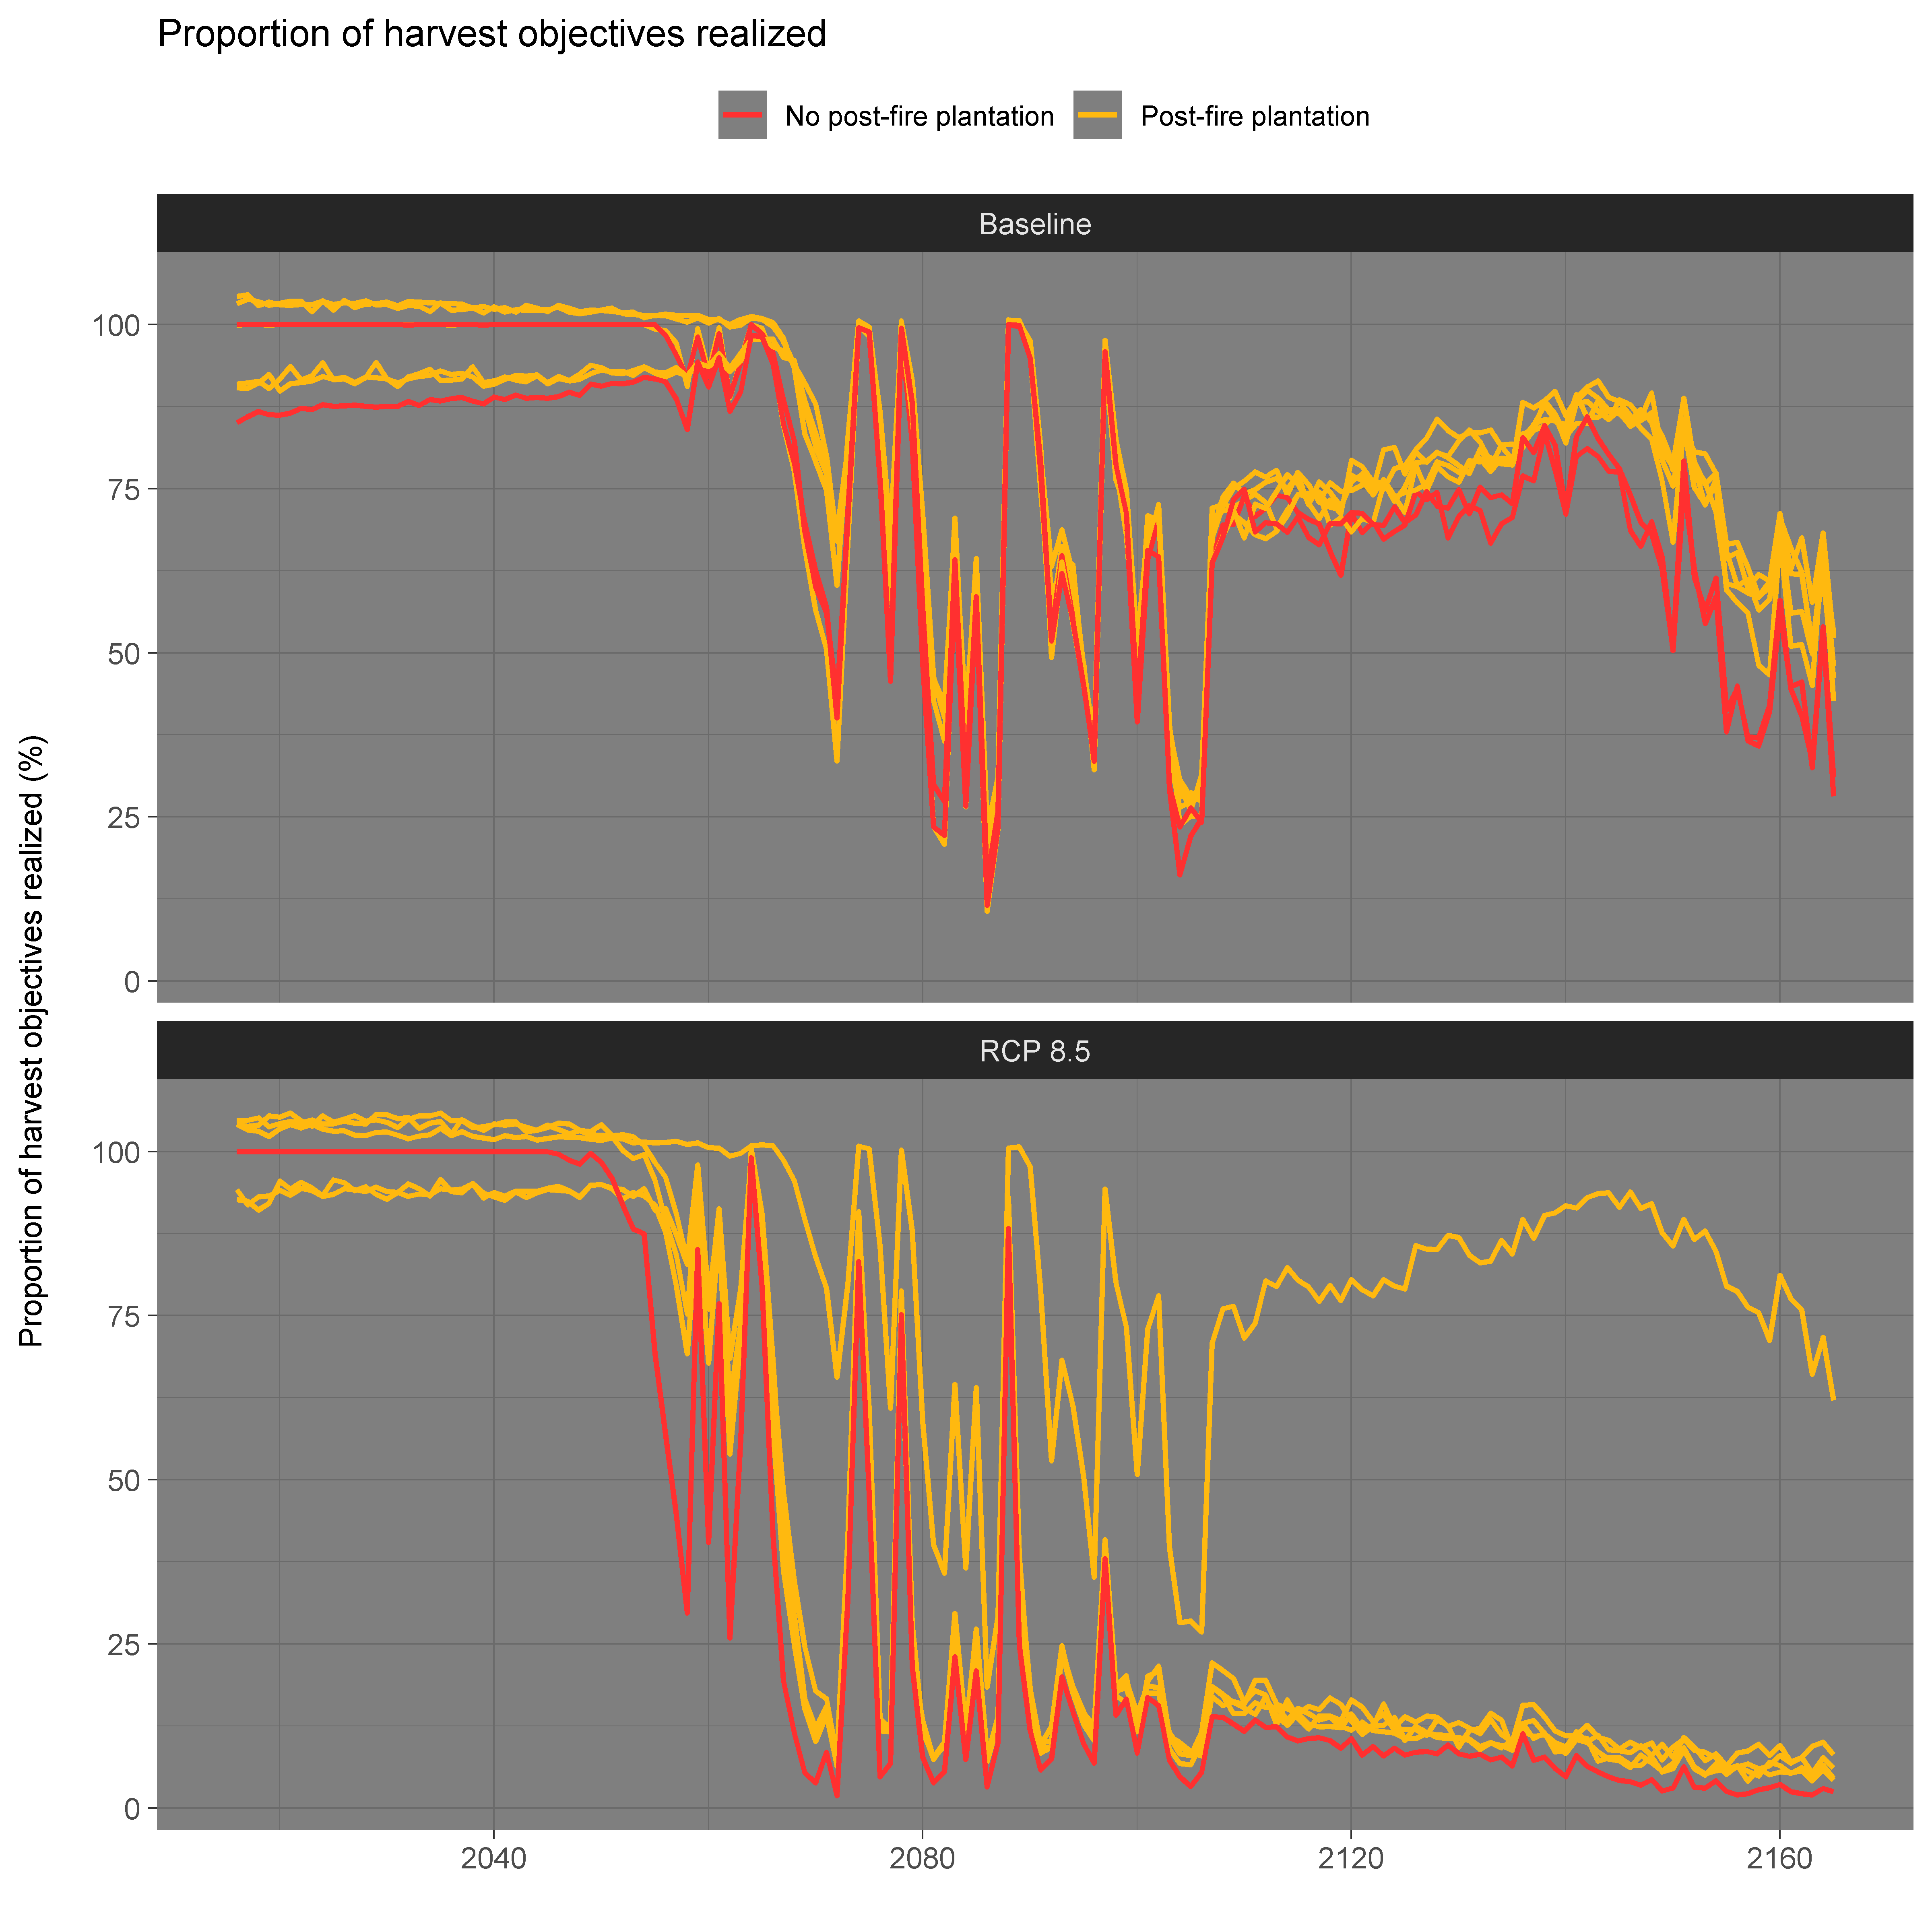 Proportion of harvest objectives realized
No post-fire plantation
Post-fire plantation
Baseline
100
75
50
25
0
Proportion of harvest objectives realized (%)
RCP 8.5
100
75
50
25
0
2040
2080
2120
2160